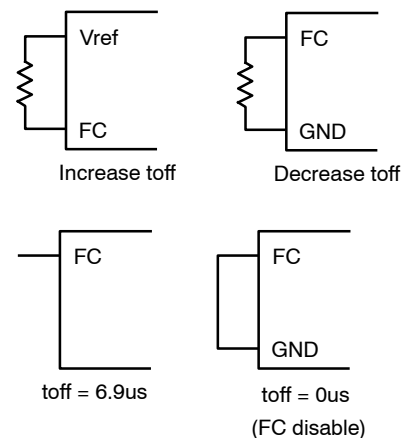 Vref
FC
Increase toff
FC
GND
Decrease toff
FC
toff = 6.9us
FC
GND
toff = 0us
(FC disable)